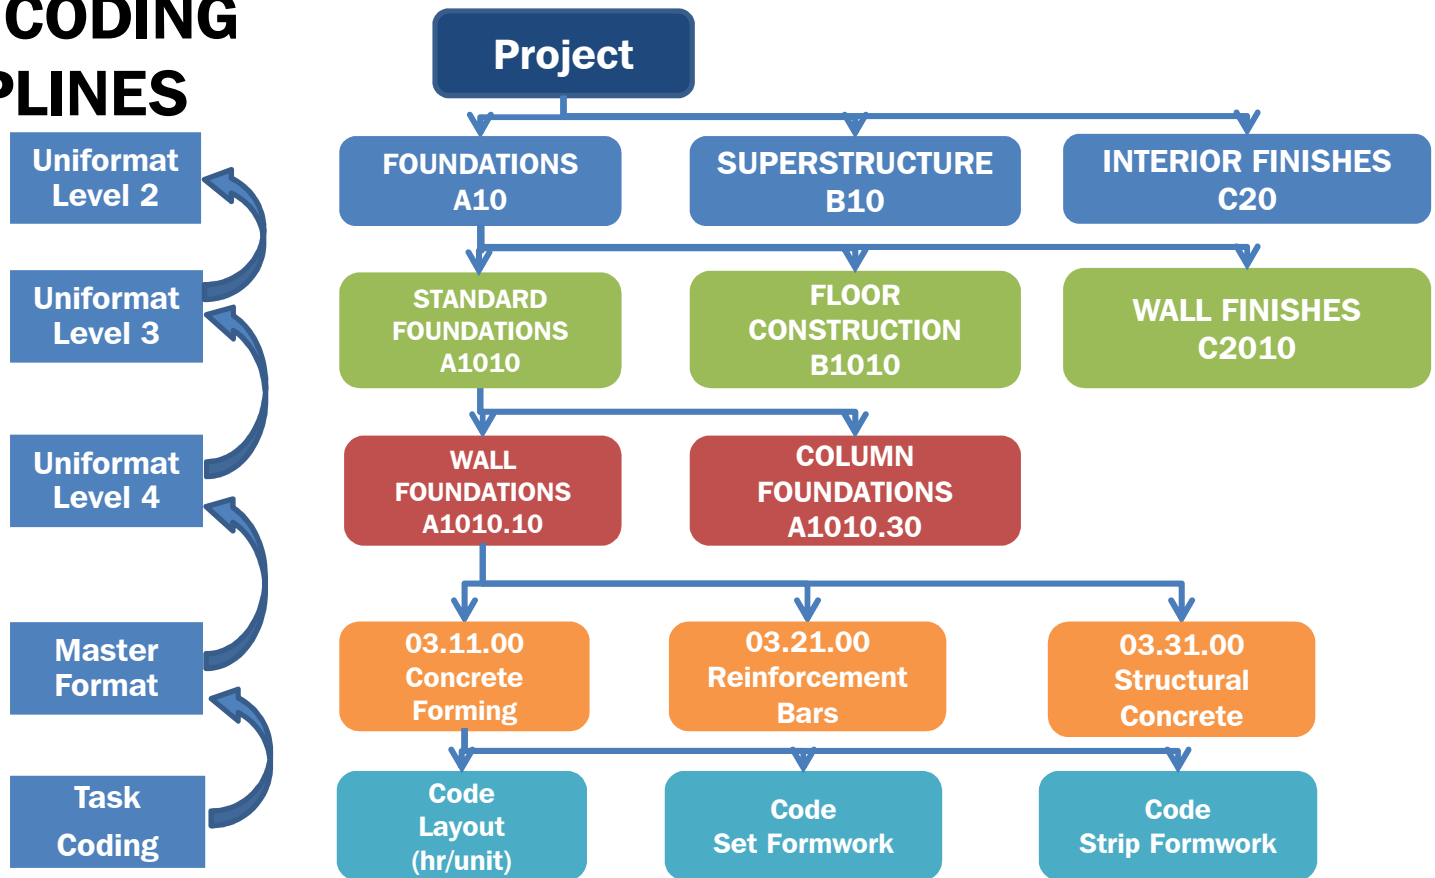 CODING
PLINES
Project
Uniformat
Level 2
FOUNDATIONS
A10
SUPERSTRUCTURE
B10
INTERIOR FINISHES
C20
Uniformat
Level 3
STANDARD
FOUNDATIONS
A1010
FLOOR
CONSTRUCTION
B1010
WALL FINISHES
C2010
Uniformat
Level 4
WALL
FOUNDATIONS
A1010.10
COLUMN
FOUNDATIONS
A1010.30
Master
Format
03.11.00
Concrete
Forming
03.21.00
Reinforcement
Bars
03.31.00
Structural
Concrete
Task
Coding
Code
Layout
(hr/unit)
Code
Set Formwork
Code
Strip Formwork